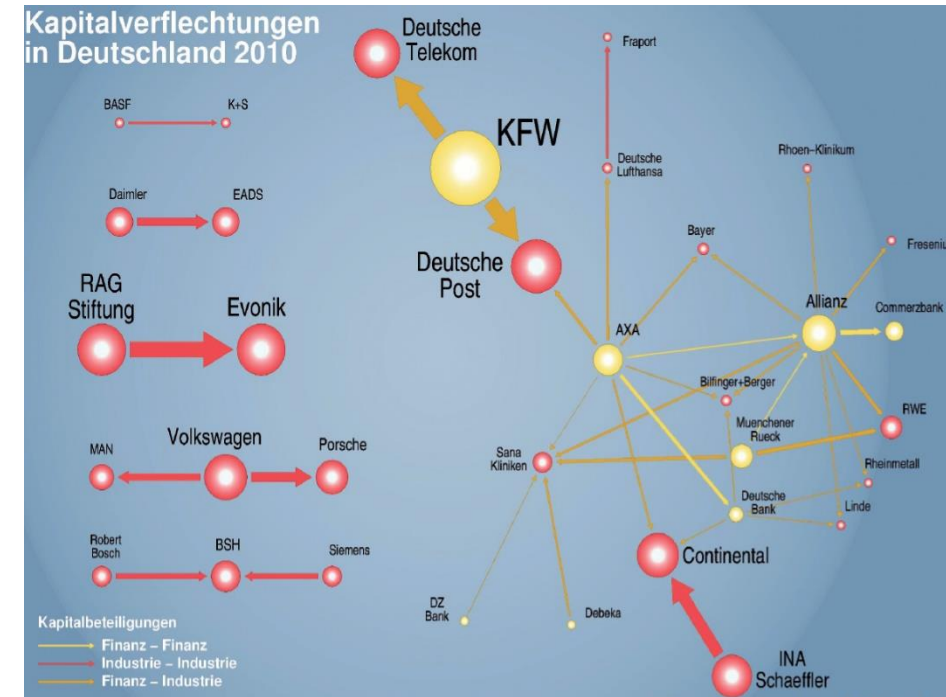 Kapitalverflechtungen
in Deutschland 2010
Deutsche
Telekom
Fraport
BASF
K+S
KFW
Deutsche
Lufthansa
Rhoen-Klinikum
Daimler
EADS
Bayer
Fresenius
Deutsche
Post
RAG
Stiftung
Evonik
Allianz
Commerzbank
AXA
Bilfinger+Berger
RWE
Muenchener
Rueck
MAN
Volkswagen
Porsche
Sana
Kliniken
Rheinmetall
Deutsche
Bank
Linde
Robert
Bosch
BSH
Siemens
Continental
DZ
Bank
Debeka
Kapitalbeteiligungen
Finanz - Finanz
Industrie - Industrie
Finanz - Industrie
INA
Schaeffler